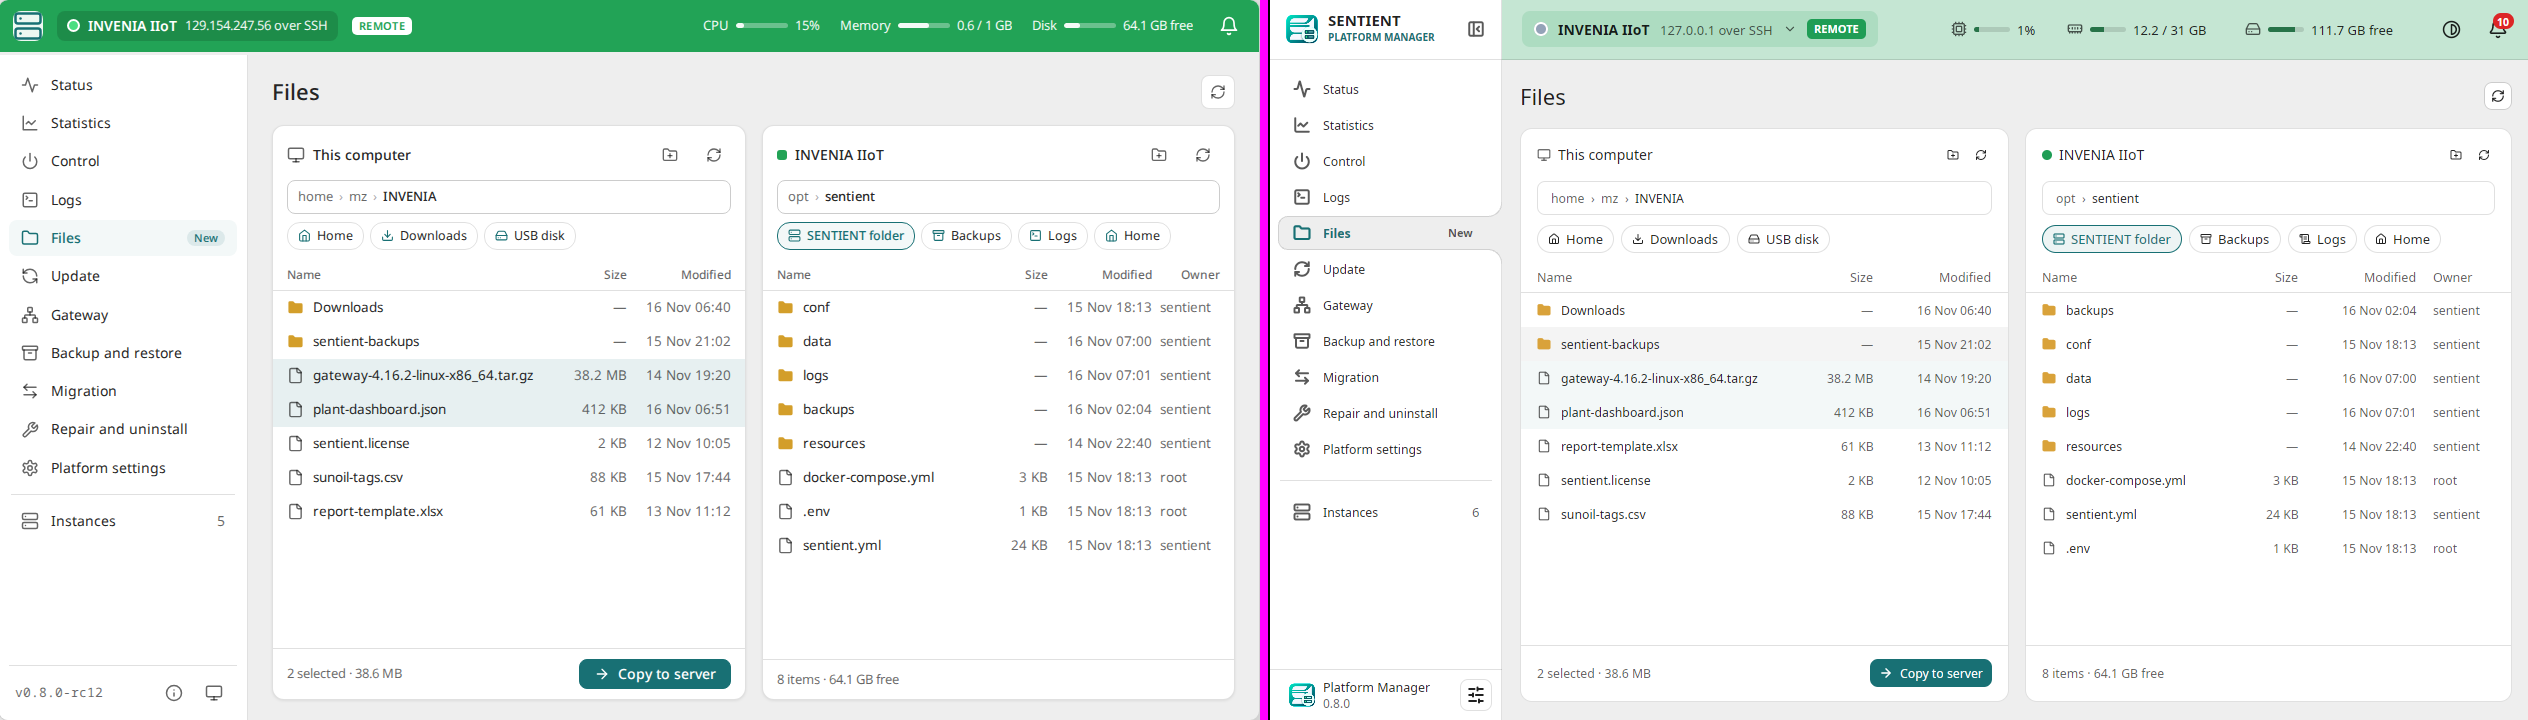 INVENIA IIoT 129.154.247.56 over SSH REMOTE CPU 15% Memory 0.6 / 1 GB Disk 64.1 GB free
Status
Statistics
Control
Logs
Files New
Update
Gateway
Backup and restore
Migration
Repair and uninstall
Platform settings
Instances 5
v0.8.0-rc12
Files
This computer
home › mz › INVENIA
Home Downloads USB disk
Name Size Modified
Downloads — 16 Nov 06:40
sentient-backups — 15 Nov 21:02
gateway-4.16.2-linux-x86_64.tar.gz 38.2 MB 14 Nov 19:20
plant-dashboard.json 412 KB 16 Nov 06:51
sentient.license 2 KB 12 Nov 10:05
sunoil-tags.csv 88 KB 15 Nov 17:44
report-template.xlsx 61 KB 13 Nov 11:12
2 selected · 38.6 MB Copy to server
INVENIA IIoT
opt › sentient
SENTIENT folder Backups Logs Home
Name Size Modified Owner
conf — 15 Nov 18:13 sentient
data — 16 Nov 07:00 sentient
logs — 16 Nov 07:01 sentient
backups — 16 Nov 02:04 sentient
resources — 14 Nov 22:40 sentient
docker-compose.yml 3 KB 15 Nov 18:13 root
.env 1 KB 15 Nov 18:13 root
sentient.yml 24 KB 15 Nov 18:13 sentient
8 items · 64.1 GB free
SENTIENT
PLATFORM MANAGER
INVENIA IIoT 127.0.0.1 over SSH REMOTE 1% 12.2 / 31 GB 111.7 GB free 10
Status
Statistics
Control
Logs
Files New
Update
Gateway
Backup and restore
Migration
Repair and uninstall
Platform settings
Instances 6
Platform Manager
0.8.0
Files
This computer
home › mz › INVENIA
Home Downloads USB disk
Name Size Modified
Downloads — 16 Nov 06:40
sentient-backups — 15 Nov 21:02
gateway-4.16.2-linux-x86_64.tar.gz 38.2 MB 14 Nov 19:20
plant-dashboard.json 412 KB 16 Nov 06:51
report-template.xlsx 61 KB 13 Nov 11:12
sentient.license 2 KB 12 Nov 10:05
sunoil-tags.csv 88 KB 15 Nov 17:44
2 selected · 38.6 MB Copy to server
INVENIA IIoT
opt › sentient
SENTIENT folder Backups Logs Home
Name Size Modified Owner
backups — 16 Nov 02:04 sentient
conf — 15 Nov 18:13 sentient
data — 16 Nov 07:00 sentient
logs — 16 Nov 07:01 sentient
resources — 14 Nov 22:40 sentient
docker-compose.yml 3 KB 15 Nov 18:13 root
sentient.yml 24 KB 15 Nov 18:13 sentient
.env 1 KB 15 Nov 18:13 root
8 items · 64.1 GB free